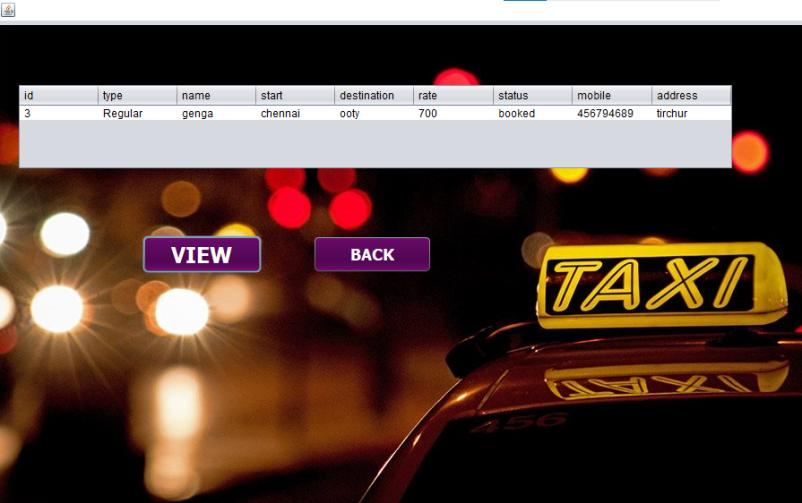 id type name start destination rate status mobile address
3 Regular genga chennai ooty 700 booked 456794689 tirchur
VIEW BACK
TAXI
456